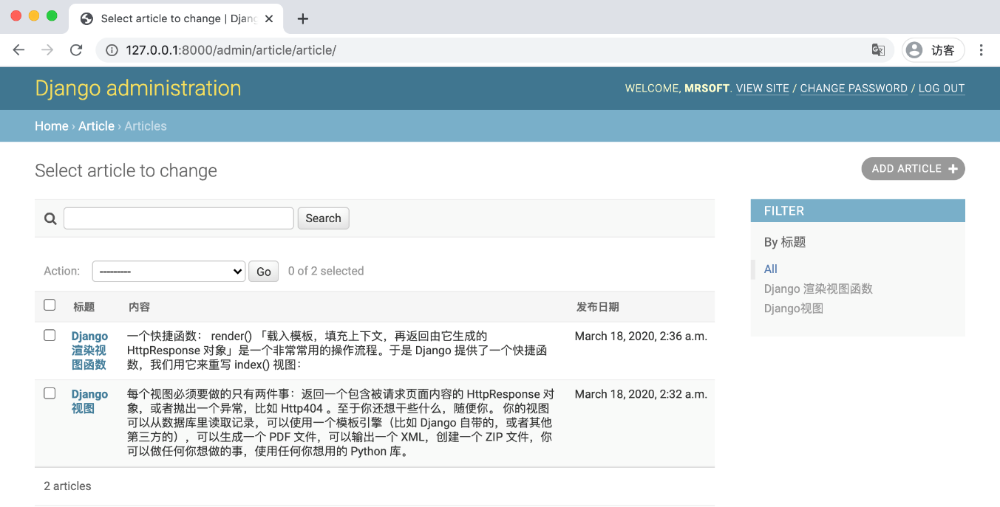 Select article to change | Djang
127.0.0.1:8000/admin/article/article/
访客
Django administration
WELCOME, MRSOFT. VIEW SITE / CHANGE PASSWORD / LOG OUT
Home › Article › Articles
Select article to change
ADD ARTICLE +
Search
FILTER
By 标题
All
Django 渲染视图函数
Django视图
Action: --------- Go 0 of 2 selected
标题 内容 发布日期
Django
渲染视
图函数
一个快捷函数： render() 「载入模板，填充上下文，再返回由它生成的
HttpResponse 对象」是一个非常常用的操作流程。于是 Django 提供了一个快捷函
数，我们用它来重写 index() 视图：
March 18, 2020, 2:36 a.m.
Django
视图
每个视图必须要做的只有两件事：返回一个包含被请求页面内容的 HttpResponse 对
象，或者抛出一个异常，比如 Http404 。至于你还想干些什么，随便你。 你的视图
可以从数据库里读取记录，可以使用一个模板引擎（比如 Django 自带的，或者其他
第三方的），可以生成一个 PDF 文件，可以输出一个 XML，创建一个 ZIP 文件，你
可以做任何你想做的事，使用任何你想用的 Python 库。
March 18, 2020, 2:32 a.m.
2 articles